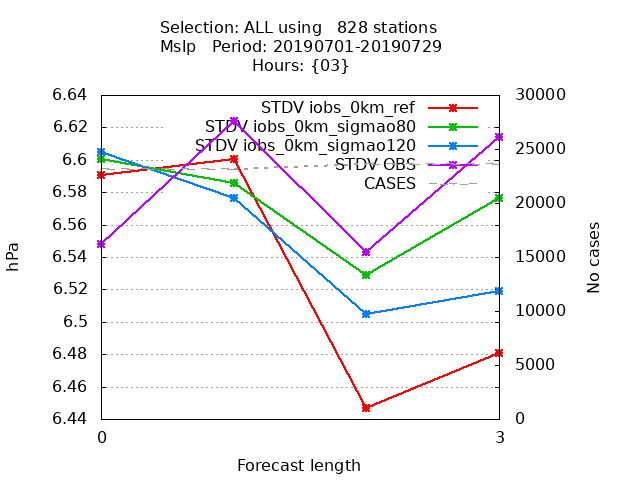 Selection: ALL using   828 stations
Mslp   Period: 20190701-20190729
Hours: {03}
6.64
6.62
6.6
6.58
6.56
6.54
6.52
6.5
6.48
6.46
6.44
hPa
STDV iobs_0km_ref
STDV iobs_0km_sigmao80
STDV iobs_0km_sigmao120
STDV OBS
CASES
30000
25000
20000
15000
10000
5000
0
No cases
0
3
Forecast length